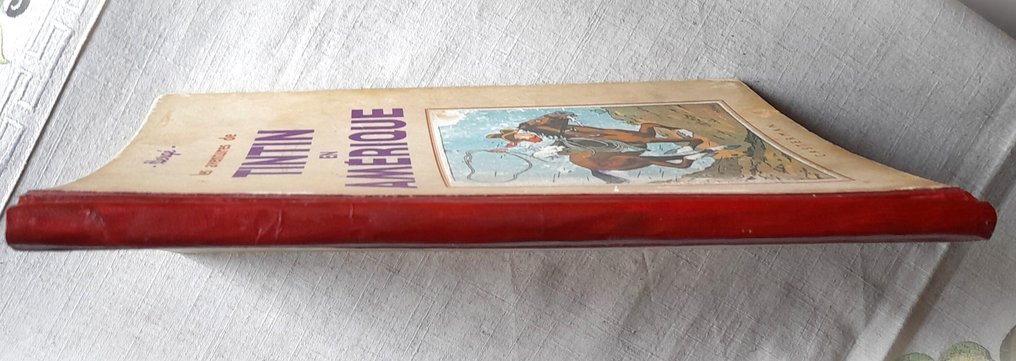 Hergé
les aventures de
TINTIN
EN
AMÉRIQUE
CASTERMAN